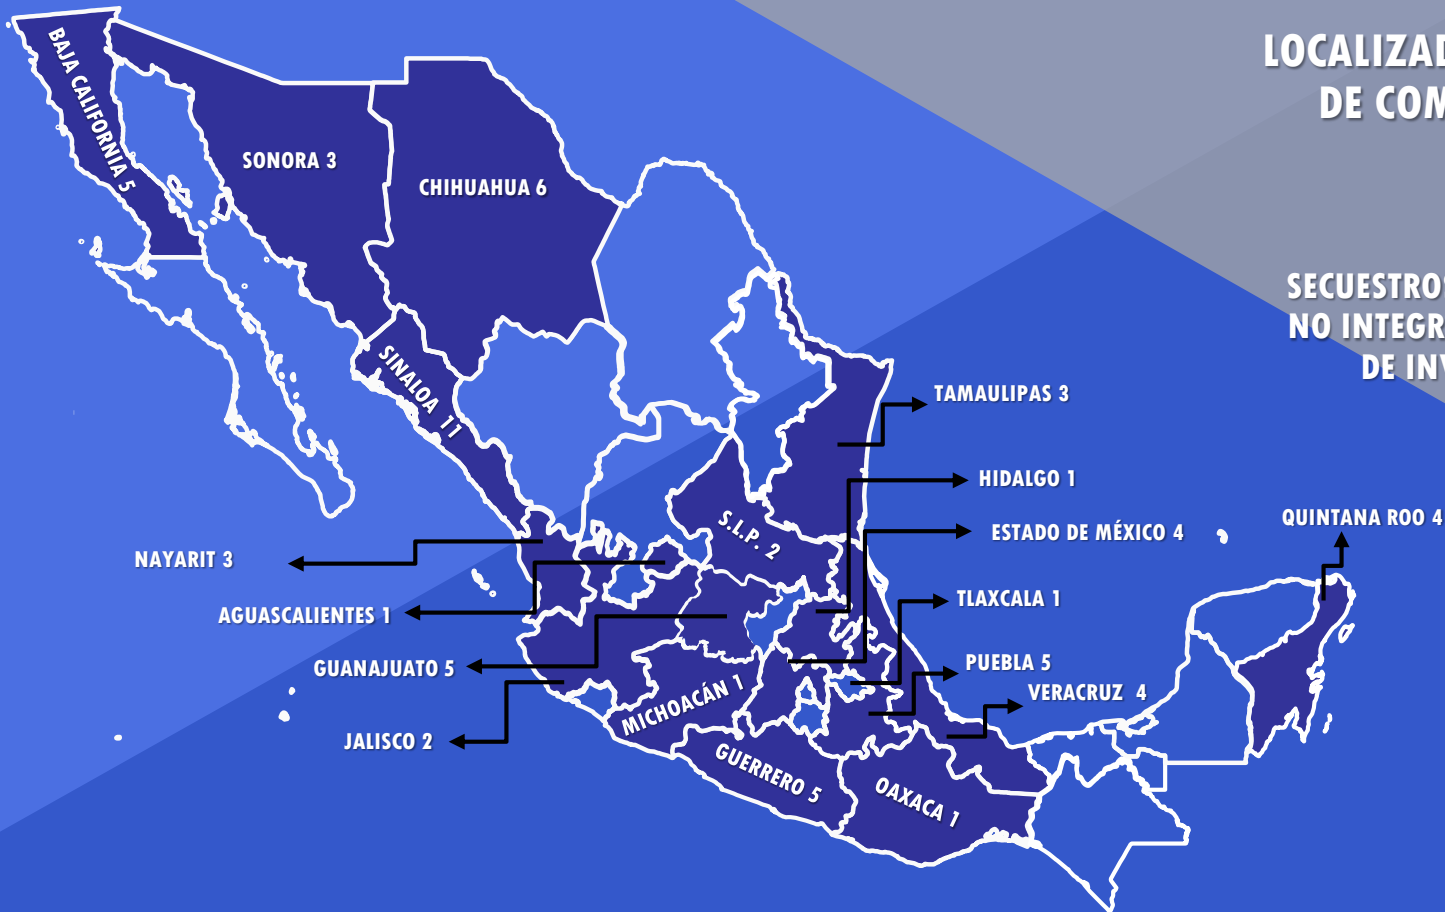 LOCALIZAD
DE COM
BAJA CALIFORNIA 5
SONORA 3
CHIHUAHUA 6
SECUESTROS
NO INTEGR
DE INV
SINALOA 11
TAMAULIPAS 3
HIDALGO 1
S.L.P. 2
ESTADO DE MÉXICO 4
QUINTANA ROO 4
NAYARIT 3
AGUASCALIENTES 1
TLAXCALA 1
GUANAJUATO 5
PUEBLA 5
MICHOACÁN 1
VERACRUZ 4
JALISCO 2
GUERRERO 5
OAXACA 1